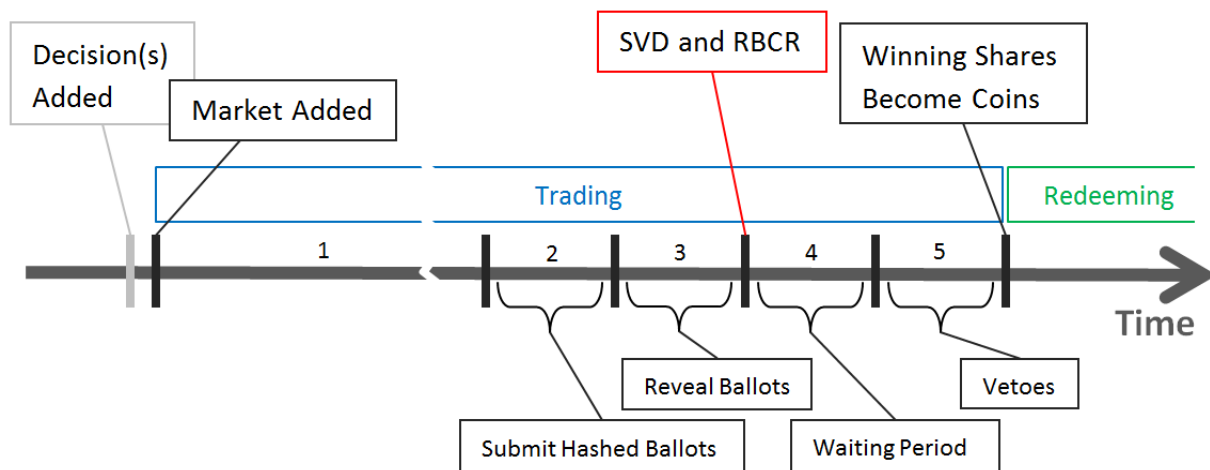 Decision(s)
Added
Market Added
SVD and RBCR
Winning Shares
Become Coins
Trading
Redeeming
1
2
3
4
5
Time
Reveal Ballots
Vetoes
Submit Hashed Ballots
Waiting Period